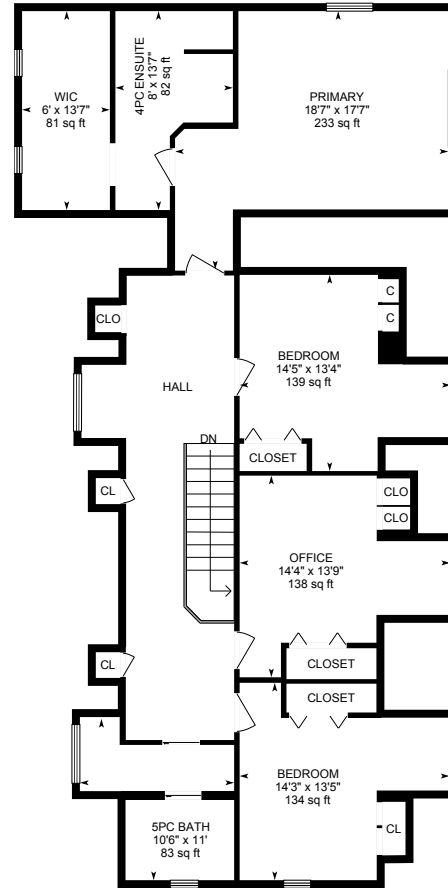 WIC
6' x 13'7"
81 sq ft
4PC ENSUITE
8' x 13'7"
82 sq ft
PRIMARY
18'7" x 17'7"
233 sq ft
CLO
C
C
HALL
BEDROOM
14'5" x 13'4"
139 sq ft
DN
CLOSET
CL
CLO
CLO
OFFICE
14'4" x 13'9"
138 sq ft
CL
CLOSET
CLOSET
BEDROOM
14'3" x 13'5"
134 sq ft
CL
5PC BATH
10'6" x 11'
83 sq ft